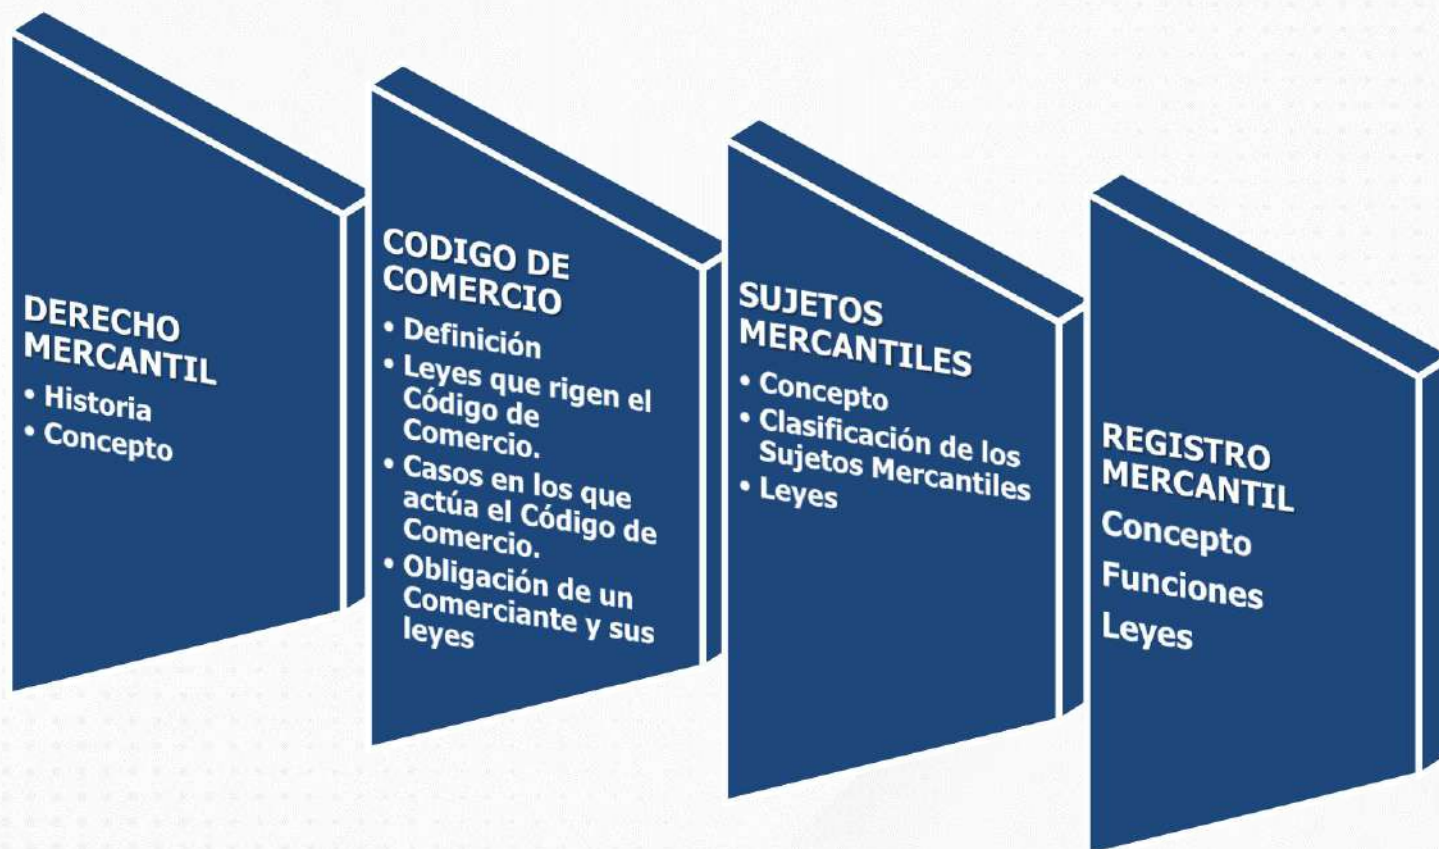 DERECHO
MERCANTIL
• Historia
• Concepto
CODIGO DE
COMERCIO
• Definición
• Leyes que rigen el
Código de
Comercio.
• Casos en los que
actúa el Código de
Comercio.
• Obligación de un
Comerciante y sus
leyes
SUJETOS
MERCANTILES
• Concepto
• Clasificación de los
Sujetos Mercantiles
• Leyes
REGISTRO
MERCANTIL
Concepto
Funciones
Leyes